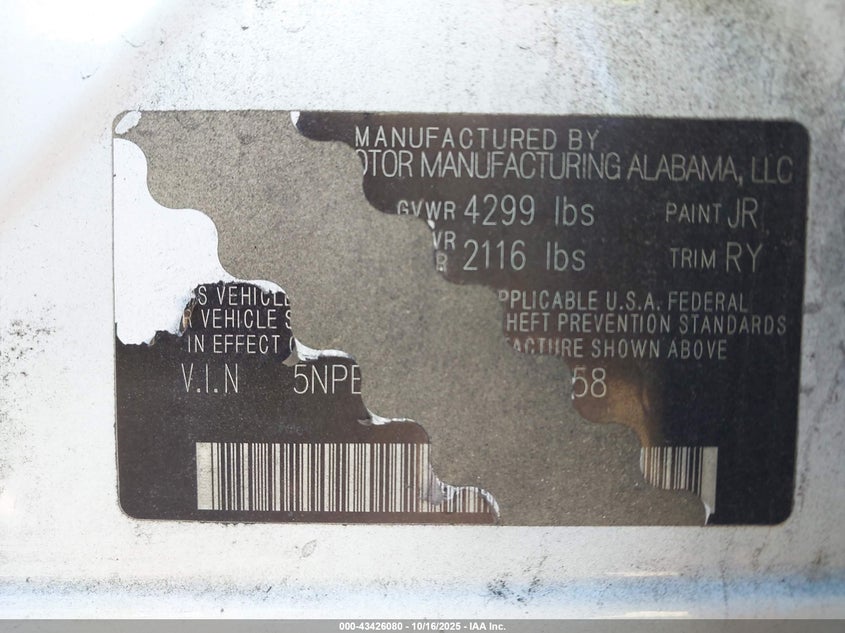 MANUFACTURED BY
OTOR MANUFACTURING ALABAMA, LLC
GVWR 4299 lbs PAINT JR
VR
R 2116 lbs TRIM RY
S VEHICLE PPLICABLE U.S.A. FEDERAL
R VEHICLE S HEFT PREVENTION STANDARDS
IN EFFECT O FACTURE SHOWN ABOVE
V.I.N 5NPE 58
000-43426080 - 10/16/2025 - IAA Inc.